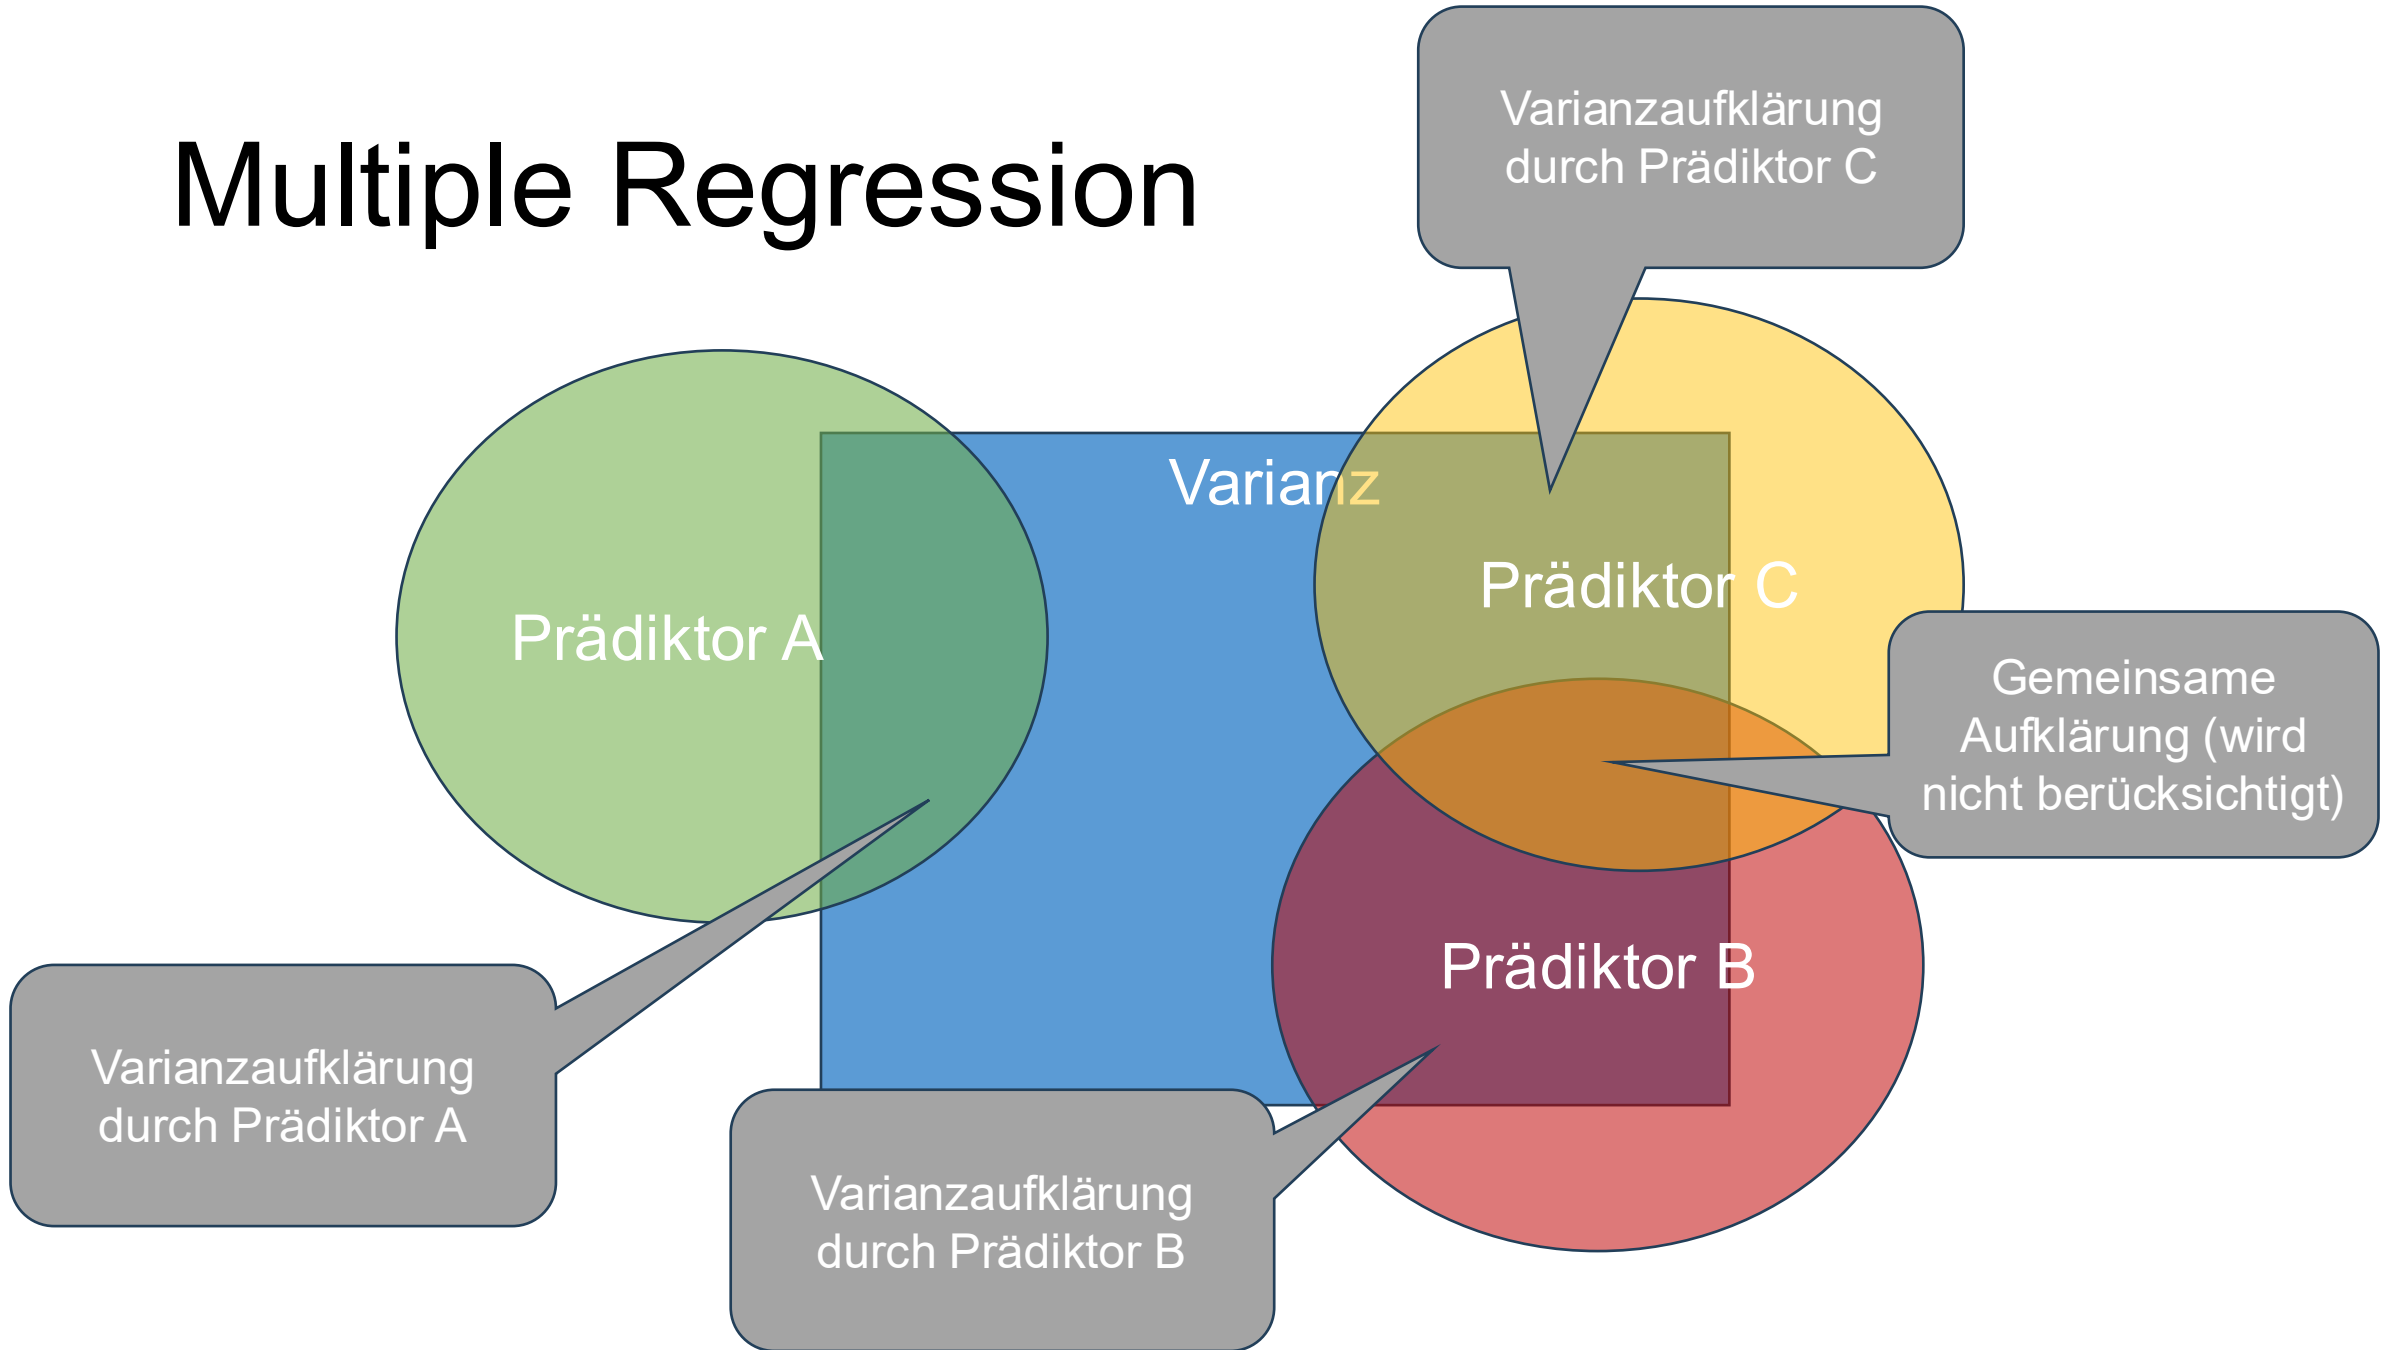 Multiple Regression
Varianzaufklärung
durch Prädiktor C
Varianz
Prädiktor C
Prädiktor A
Gemeinsame
Aufklärung (wird
nicht berücksichtigt)
Prädiktor B
Varianzaufklärung
durch Prädiktor A
Varianzaufklärung
durch Prädiktor B